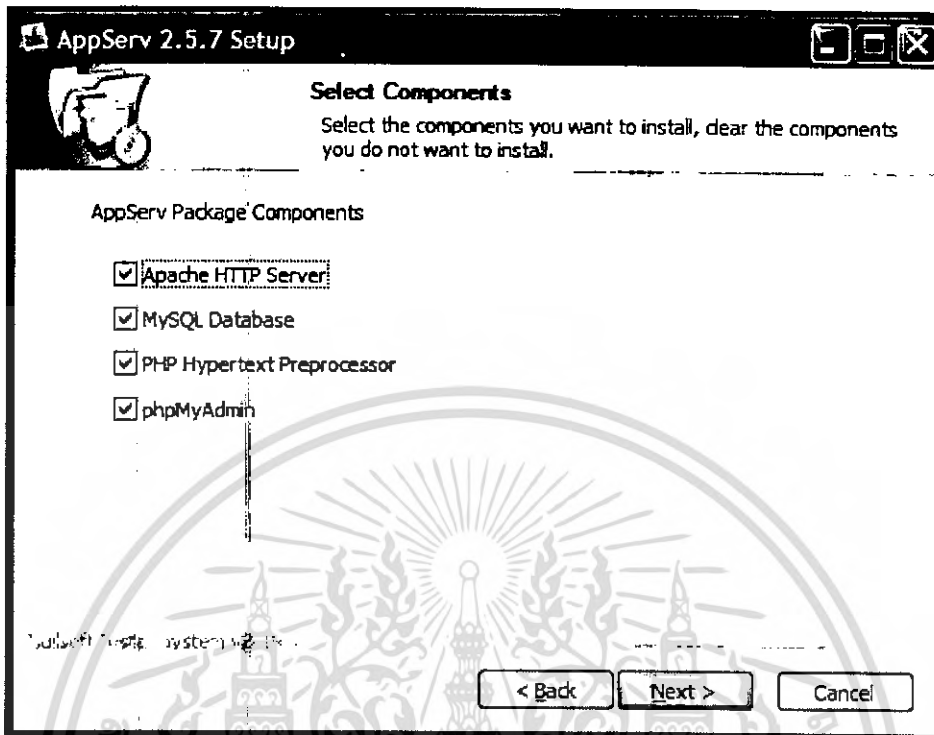 AppServ 2.5.7 Setup
Select Components
Select the components you want to install, clear the components
you do not want to install.
AppServ Package Components
Apache HTTP Server
MySQL Database
PHP Hypertext Preprocessor
phpMyAdmin
< Back
Next >
Cancel